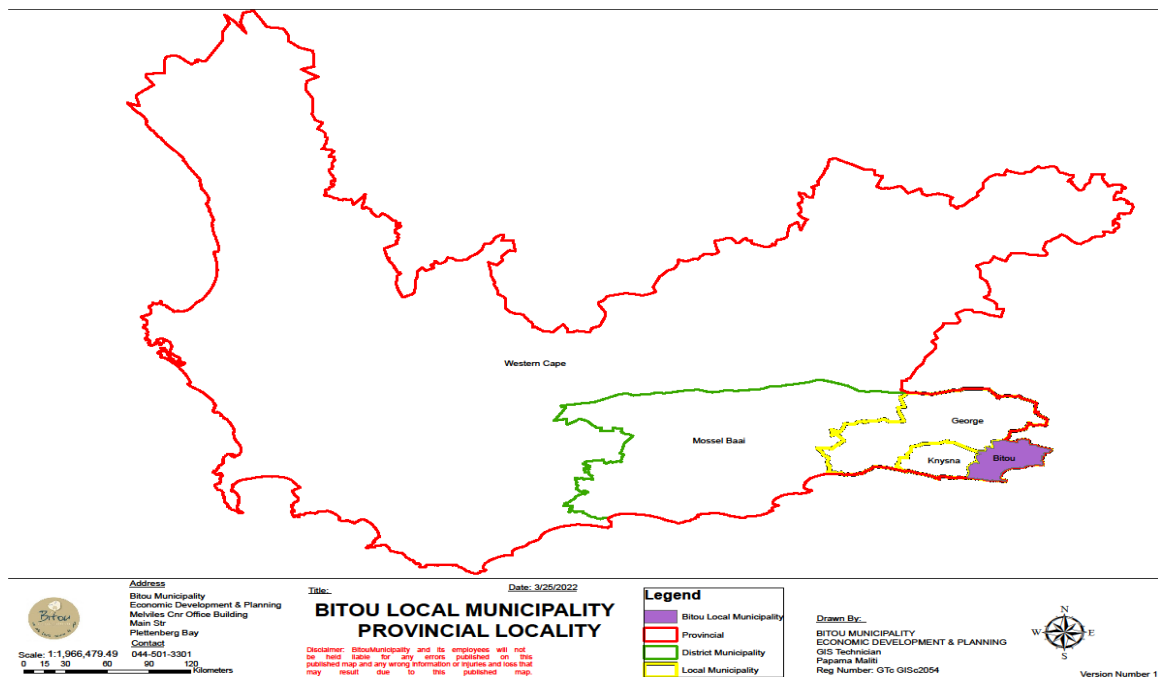 Western Cape
Mossel Baai
George
Knysna
Bitou
Bitou
Scale: 1:1,966,479.49
0 15 30 60 90 120
Kilometers
Address
Bitou Municipality
Economic Development & Planning
Melviles Cnr Office Building
Main Str
Plettenberg Bay
Contact
044-501-3301
Title:
Date: 3/25/2022
BITOU LOCAL MUNICIPALITY
PROVINCIAL LOCALITY
Disclaimer: BitouMunicipality and its employees will not
be held liable for any errors published on this
published map and any wrong information or injuries and loss that
may result due to this published map.
Legend
Bitou Local Municipality
Provincial
District Municipality
Local Municipality
Drawn By:
BITOU MUNICIPALITY
ECONOMIC DEVELOPMENT & PLANNING
GIS Technician
Papama Maliti
Reg Number: GTc GISc2054
N
W E
S
Version Number 1